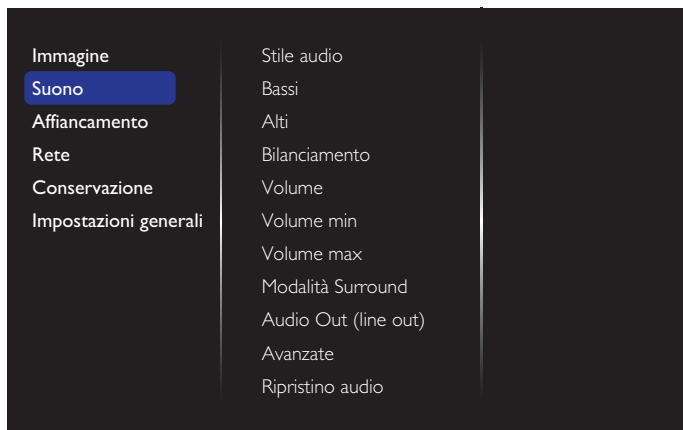 Immagine
Suono
Affiancamento
Rete
Conservazione
Impostazioni generali
Stile audio
Bassi
Alti
Bilanciamento
Volume
Volume min
Volume max
Modalità Surround
Audio Out (line out)
Avanzate
Ripristino audio